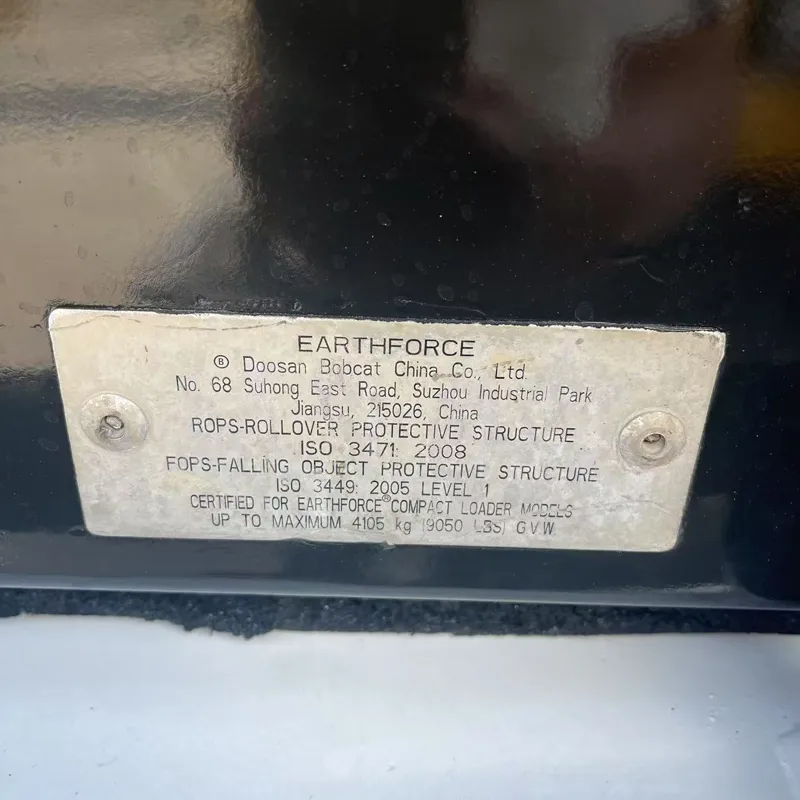 EARTHFORCE
® Doosan Bobcat China Co., Ltd.
No. 68 Suhong East Road, Suzhou Industrial Park
Jiangsu, 215026, China
ROPS-ROLLOVER PROTECTIVE STRUCTURE
ISO 3471: 2008
FOPS-FALLING OBJECT PROTECTIVE STRUCTURE
ISO 3449: 2005 LEVEL 1
CERTIFIED FOR EARTHFORCE® COMPACT LOADER MODELS
UP TO MAXIMUM 4105 kg (9050 LBS) G.V.W.